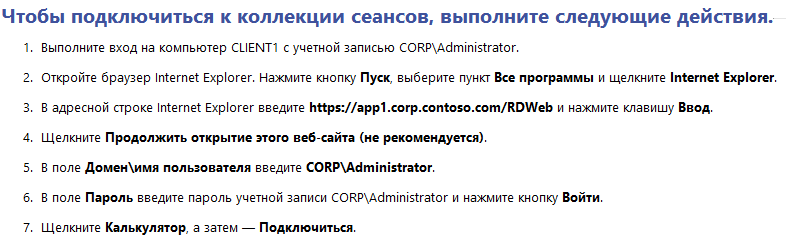 Чтобы подключиться к коллекции сеансов, выполните следующие действия.
1. Выполните вход на компьютер CLIENT1 с учетной записью CORP\Administrator.
2. Откройте браузер Internet Explorer. Нажмите кнопку Пуск, выберите пункт Все программы и щелкните Internet Explorer.
3. В адресной строке Internet Explorer введите https://app1.corp.contoso.com/RDWeb и нажмите клавишу Ввод.
4. Щелкните Продолжить открытие этого веб-сайта (не рекомендуется).
5. В поле Домен\имя пользователя введите CORP\Administrator.
6. В поле Пароль введите пароль учетной записи CORP\Administrator и нажмите кнопку Войти.
7. Щелкните Калькулятор, а затем — Подключиться.